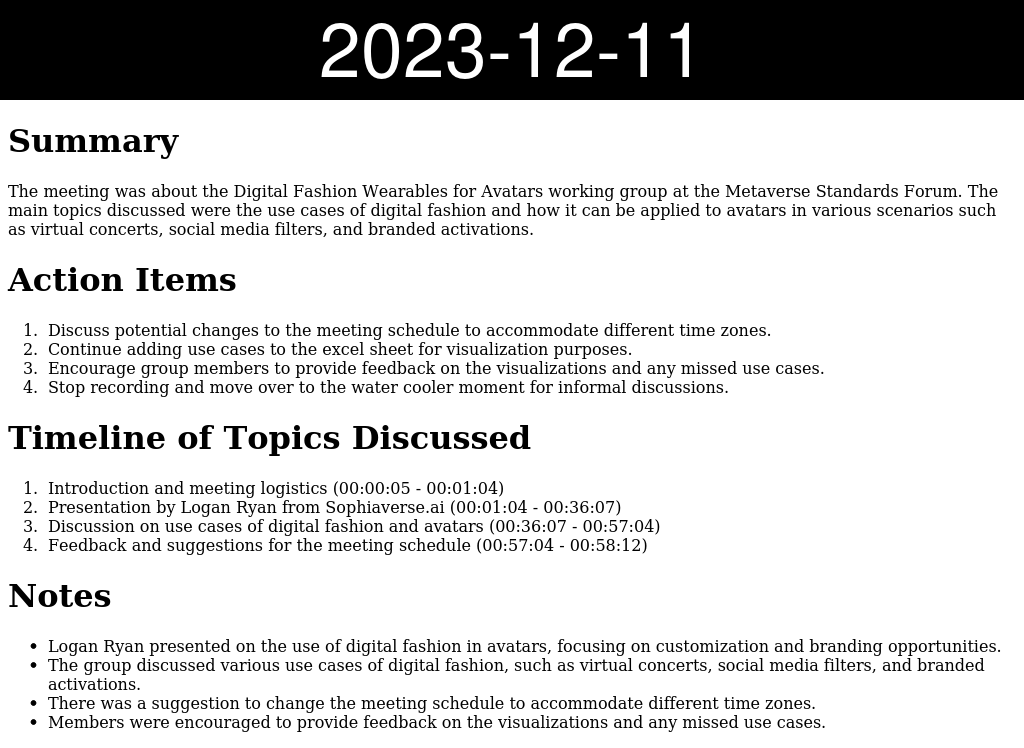 2023-12-11
Summary
The meeting was about the Digital Fashion Wearables for Avatars working group at the Metaverse Standards Forum. The
main topics discussed were the use cases of digital fashion and how it can be applied to avatars in various scenarios such
as virtual concerts, social media filters, and branded activations.
Action Items
1. Discuss potential changes to the meeting schedule to accommodate different time zones.
2. Continue adding use cases to the excel sheet for visualization purposes.
3. Encourage group members to provide feedback on the visualizations and any missed use cases.
4. Stop recording and move over to the water cooler moment for informal discussions.
Timeline of Topics Discussed
1. Introduction and meeting logistics (00:00:05 - 00:01:04)
2. Presentation by Logan Ryan from Sophiaverse.ai (00:01:04 - 00:36:07)
3. Discussion on use cases of digital fashion and avatars (00:36:07 - 00:57:04)
4. Feedback and suggestions for the meeting schedule (00:57:04 - 00:58:12)
Notes
• Logan Ryan presented on the use of digital fashion in avatars, focusing on customization and branding opportunities.
• The group discussed various use cases of digital fashion, such as virtual concerts, social media filters, and branded
activations.
• There was a suggestion to change the meeting schedule to accommodate different time zones.
• Members were encouraged to provide feedback on the visualizations and any missed use cases.